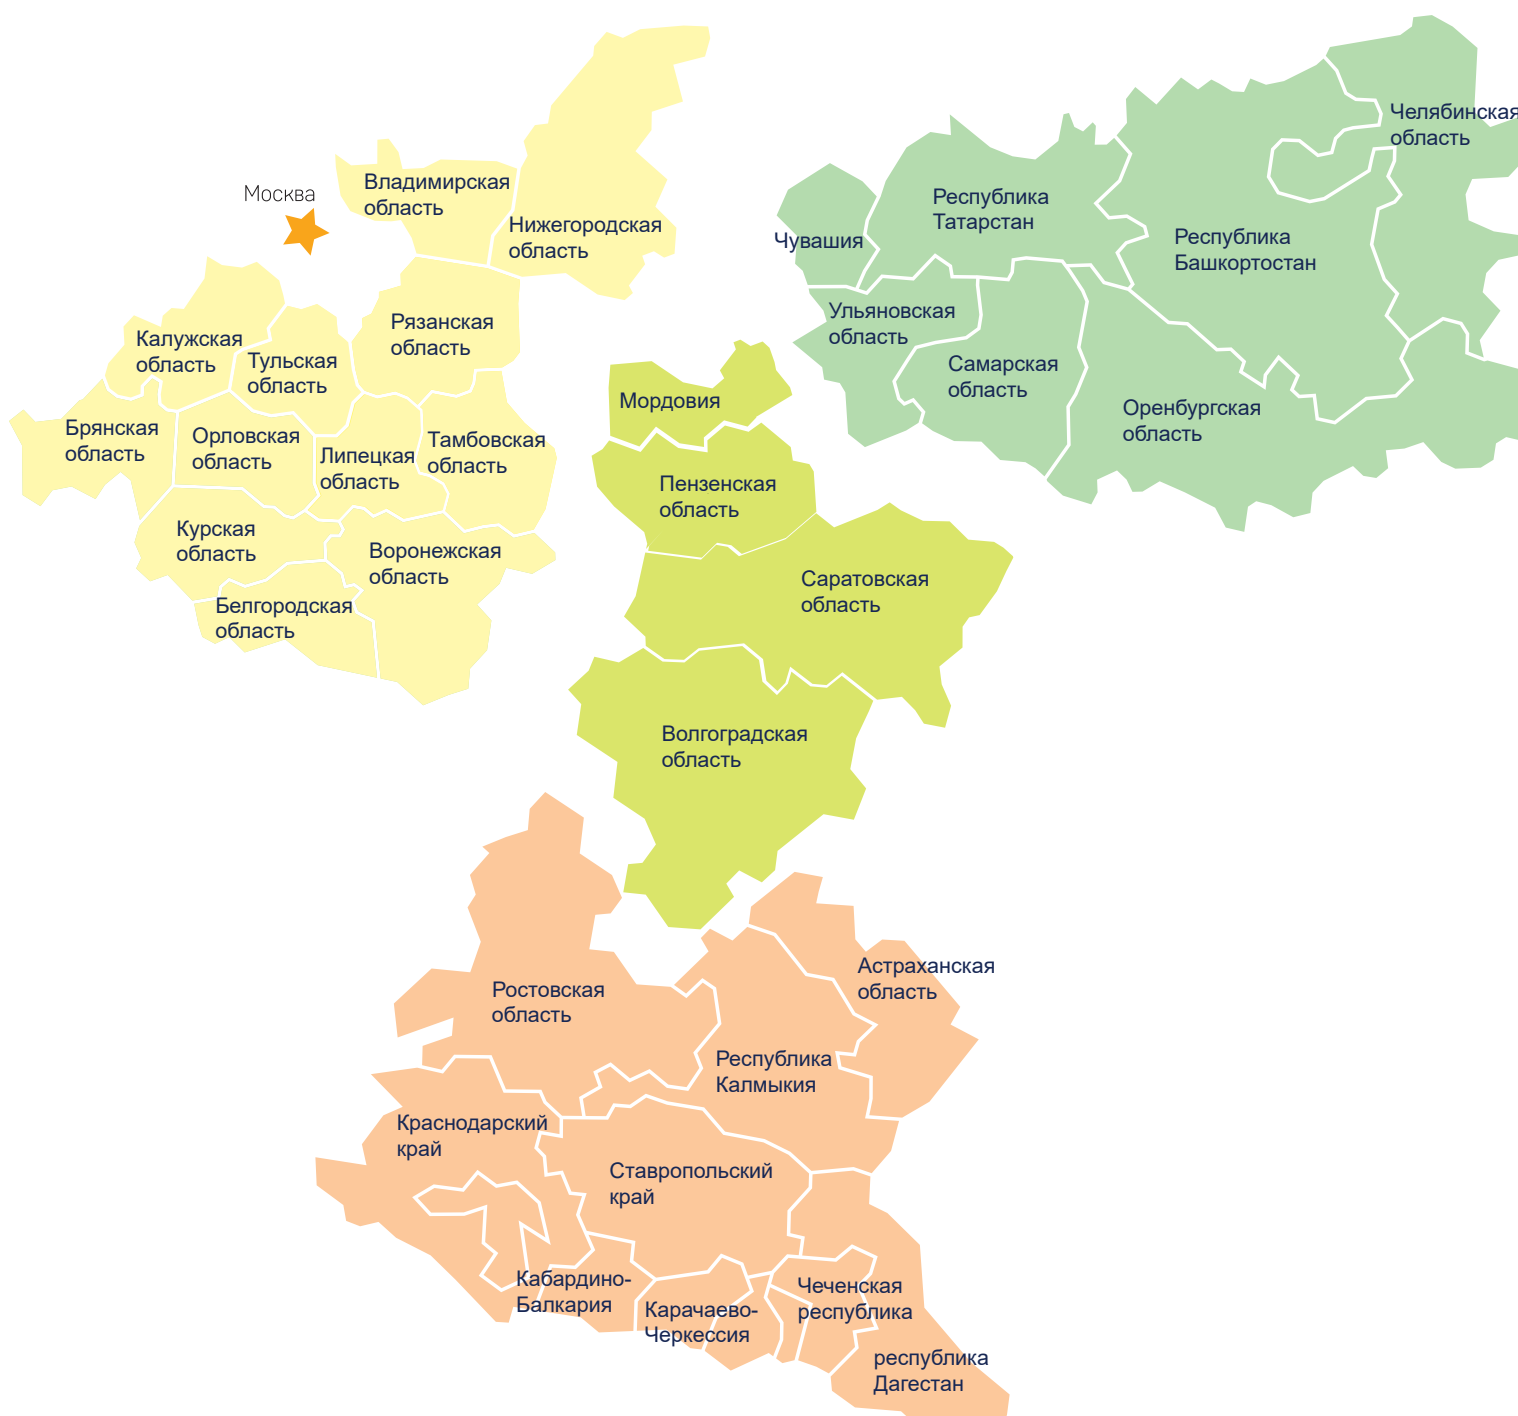 Москва
Владимирская
область
Нижегородская
область
Калужская
область
Тульская
область
Рязанская
область
Брянская
область
Орловская
область
Липецкая
область
Тамбовская
область
Курская
область
Воронежская
область
Белгородская
область
Челябинская
область
Республика
Татарстан
Чувашия
Республика
Башкортостан
Ульяновская
область
Самарская
область
Оренбургская
область
Мордовия
Пензенская
область
Саратовская
область
Волгоградская
область
Астраханская
область
Ростовская
область
Республика
Калмыкия
Краснодарский
край
Ставропольский
край
Кабардино-
Балкария
Карачаево-
Черкессия
Чеченская
республика
республика
Дагестан